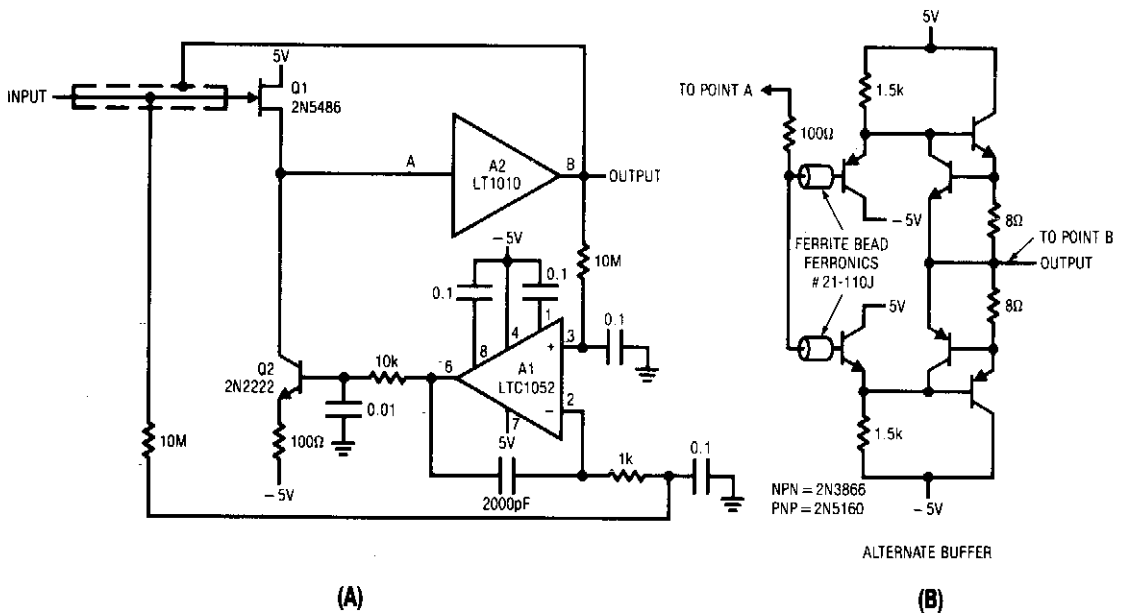 5V
INPUT
Q1
2N5486
A
A2
LT1010
B
OUTPUT
10M
-5V
0.1
0.1
8
4
1
3
0.1
+
A1
LTC1052
6
10k
Q2
2N2222
0.01
2
-
7
5V
100Ω
-5V
10M
2000pF
1k
0.1
(A)
5V
1.5k
TO POINT A
100Ω
-5V
8Ω
FERRITE BEAD
FERRONICS
#21-110J
TO POINT B
OUTPUT
5V
8Ω
1.5k
NPN = 2N3866
PNP = 2N5160
-5V
ALTERNATE BUFFER
(B)